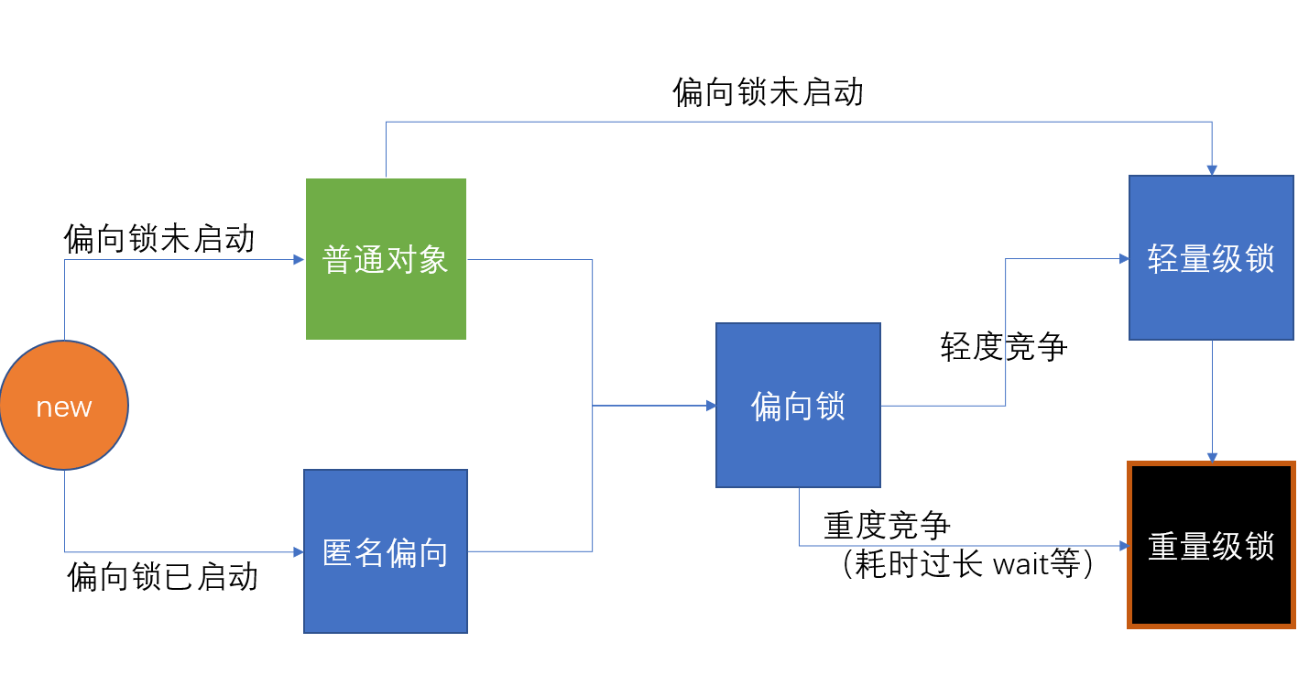 偏向锁未启动
偏向锁未启动
普通对象
轻量级锁
轻度竞争
new
偏向锁
重度竞争
（耗时过长 wait等）
匿名偏向
重量级锁
偏向锁已启动